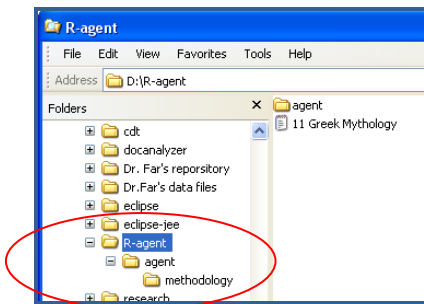 R-agent
File Edit View Favorites Tools Help
Address D:\R-agent
Folders X
cdt
docanalyzer
Dr. Far's reporsitory
Dr.Far's data files
eclipse
eclipse-jee
R-agent
agent
methodology
research
agent
11 Greek Mythology